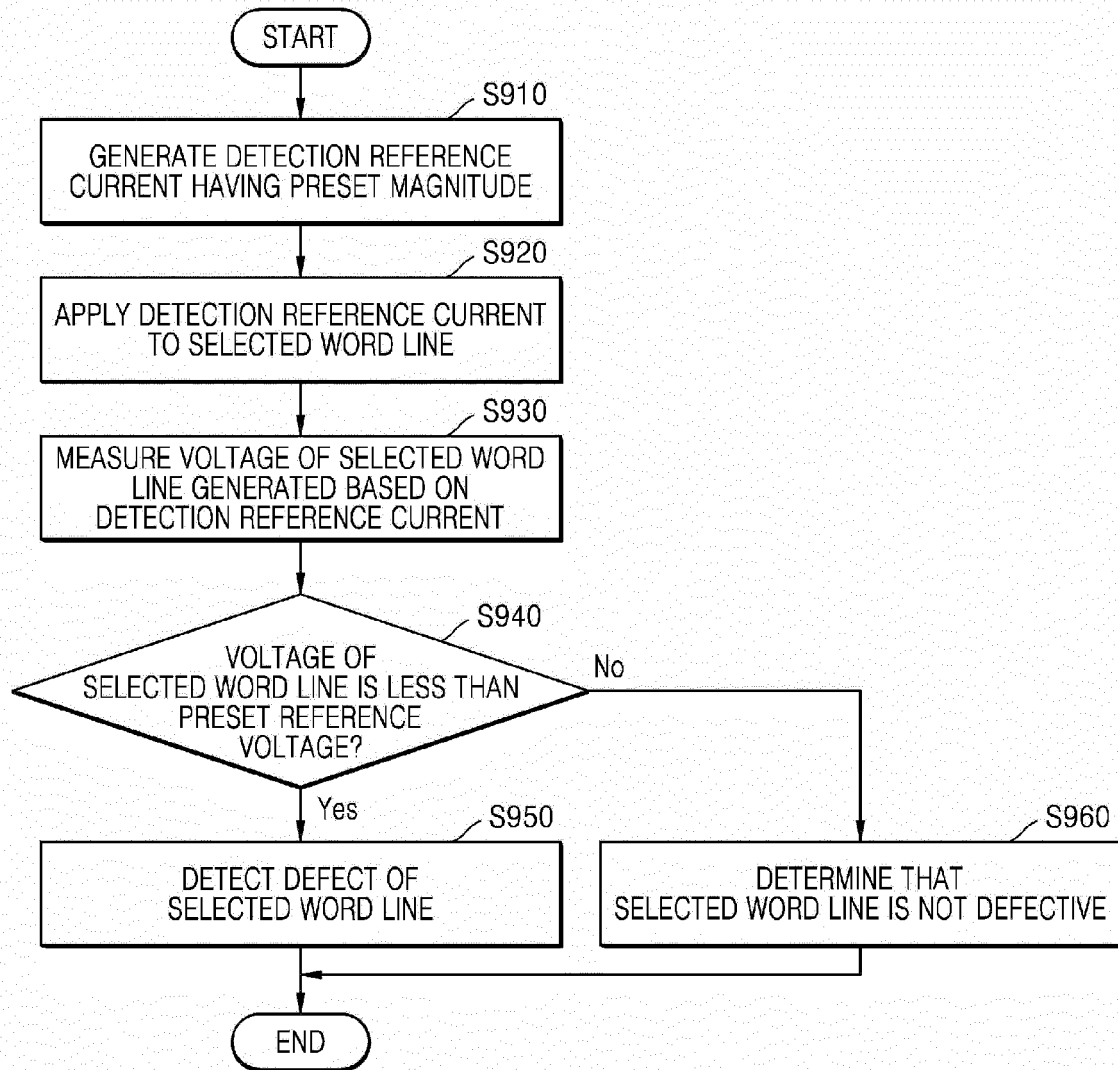 START
S910
GENERATE DETECTION REFERENCE
CURRENT HAVING PRESET MAGNITUDE
S920
APPLY DETECTION REFERENCE CURRENT
TO SELECTED WORD LINE
S930
MEASURE VOLTAGE OF SELECTED WORD
LINE GENERATED BASED ON
DETECTION REFERENCE CURRENT
S940
VOLTAGE OF
SELECTED WORD LINE IS LESS THAN
PRESET REFERENCE
VOLTAGE?
No
Yes
S950
DETECT DEFECT OF
SELECTED WORD LINE
S960
DETERMINE THAT
SELECTED WORD LINE IS NOT DEFECTIVE
END